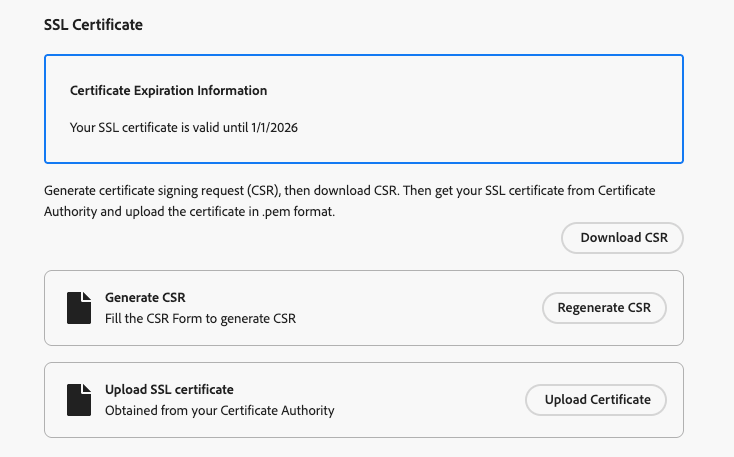 SSL Certificate
Certificate Expiration Information
Your SSL certificate is valid until 1/1/2026
Generate certificate signing request (CSR), then download CSR. Then get your SSL certificate from Certificate
Authority and upload the certificate in .pem format.
Download CSR
Generate CSR
Fill the CSR Form to generate CSR
Regenerate CSR
Upload SSL certificate
Obtained from your Certificate Authority
Upload Certificate